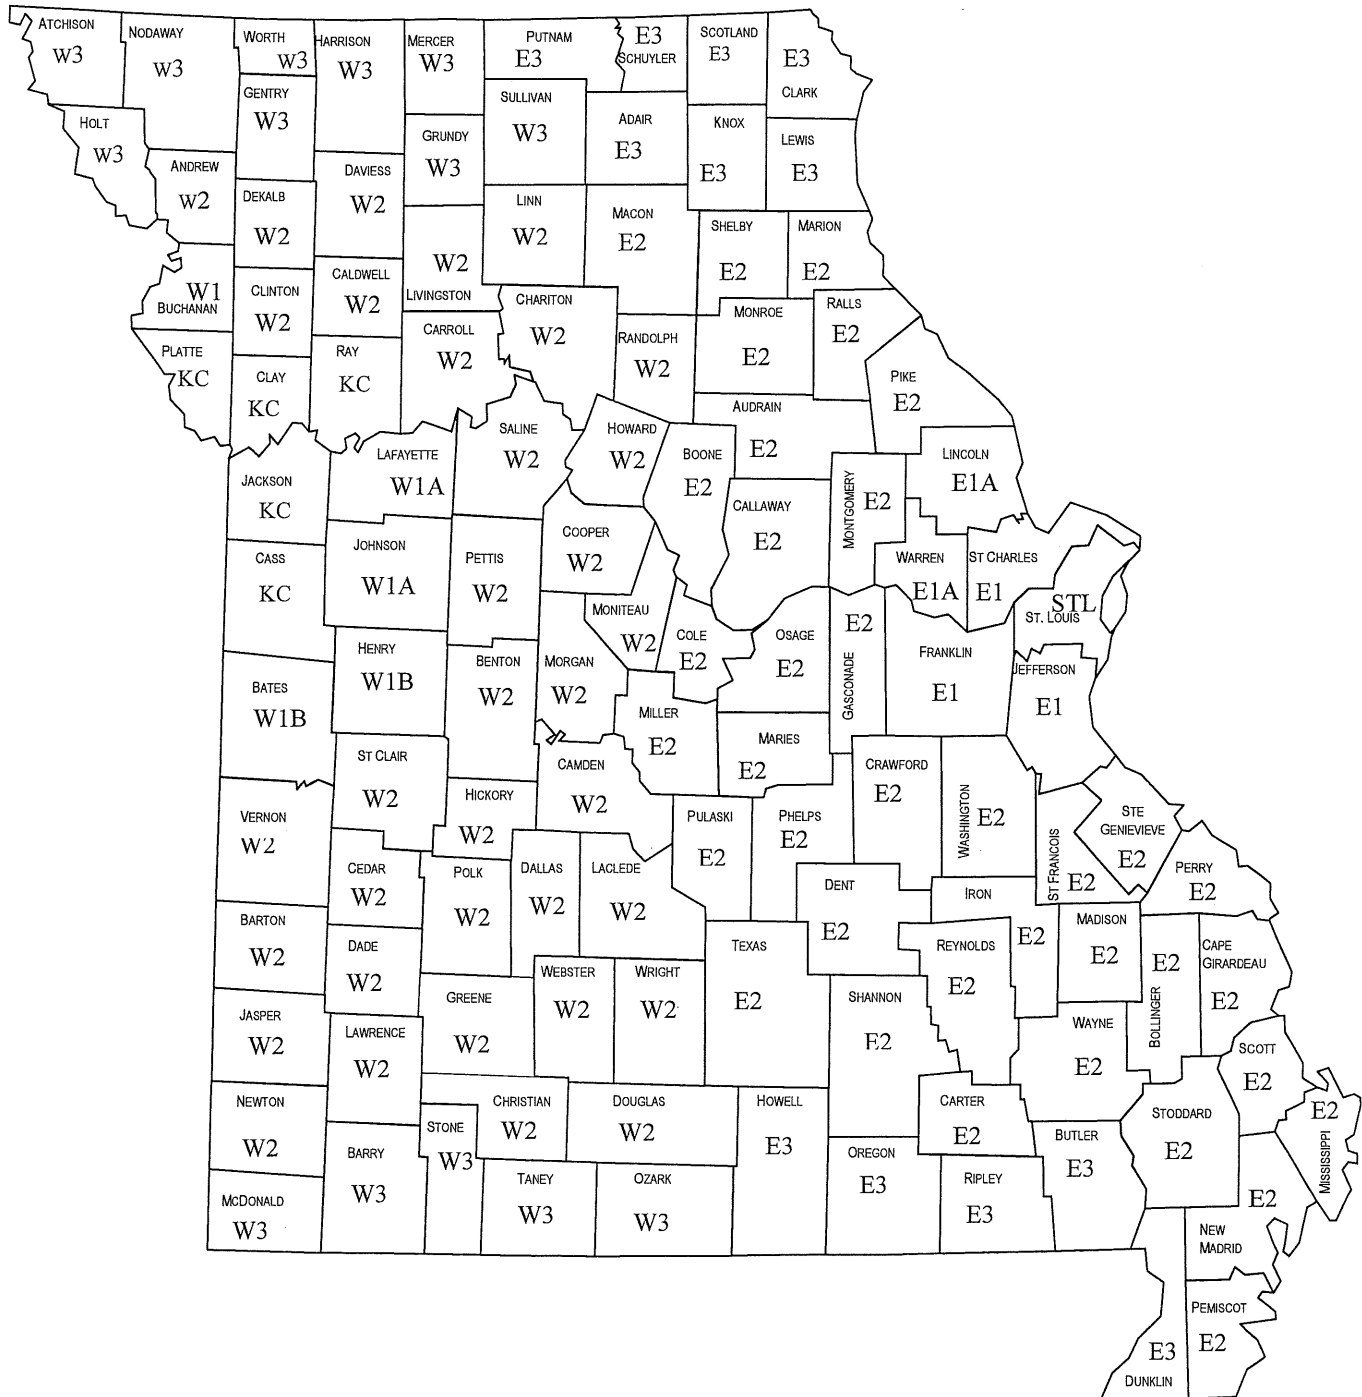 ATCHISON
W3
NODAWAY
W3
WORTH
W3
HARRISON
W3
MERCER
W3
PUTNAM
E3
E3
SCHUYLER
SCOTLAND
E3
E3
CLARK
HOLT
W3
GENTRY
W3
GRUNDY
W3
SULLIVAN
W3
ADAIR
E3
KNOX
E3
LEWIS
E3
ANDREW
W2
DEKALB
W2
DAVIESS
W2
W2
LIVINGSTON
LINN
W2
MACON
E2
SHELBY
E2
MARION
E2
W1
BUCHANAN
CLINTON
W2
CALDWELL
W2
CARROLL
W2
CHARITON
W2
RANDOLPH
W2
MONROE
E2
RALLS
E2
PLATTE
KC
CLAY
KC
RAY
KC
PIKE
E2
AUDRAIN
E2
JACKSON
KC
LAFAYETTE
W1A
SALINE
W2
HOWARD
W2
BOONE
E2
CALLAWAY
E2
MONTGOMERY
E2
LINCOLN
E1A
CASS
KC
JOHNSON
W1A
PETTIS
W2
COOPER
W2
WARREN
E1A
ST CHARLES
E1
STL
ST. LOUIS
MONITEAU
W2
COLE
E2
OSAGE
E2
E2
GASCONADE
FRANKLIN
E1
JEFFERSON
E1
BATES
W1B
HENRY
W1B
BENTON
W2
MORGAN
W2
MILLER
E2
MARIES
E2
ST CLAIR
W2
HICKORY
W2
CAMDEN
W2
PULASKI
E2
PHELPS
E2
CRAWFORD
E2
WASHINGTON
E2
ST FRANCOIS
E2
STE
GENIEVIEVE
E2
PERRY
E2
VERNON
W2
CEDAR
W2
POLK
W2
DALLAS
W2
LACLEDE
W2
DENT
E2
IRON
E2
MADISON
E2
BARTON
W2
DADE
W2
TEXAS
E2
REYNOLDS
E2
E2
BOLLINGER
CAPE
GIRARDEAU
E2
JASPER
W2
LAWRENCE
W2
GREENE
W2
WEBSTER
W2
WRIGHT
W2
SHANNON
E2
WAYNE
E2
SCOTT
E2
NEWTON
W2
BARRY
W3
STONE
W3
CHRISTIAN
W2
DOUGLAS
W2
HOWELL
E3
CARTER
E2
BUTLER
E3
STODDARD
E2
E2
MISSISSIPPI
MCDONALD
W3
TANEY
W3
OZARK
W3
OREGON
E3
RIPLEY
E3
E2
NEW
MADRID
PEMISCOT
E2
E3
DUNKLIN